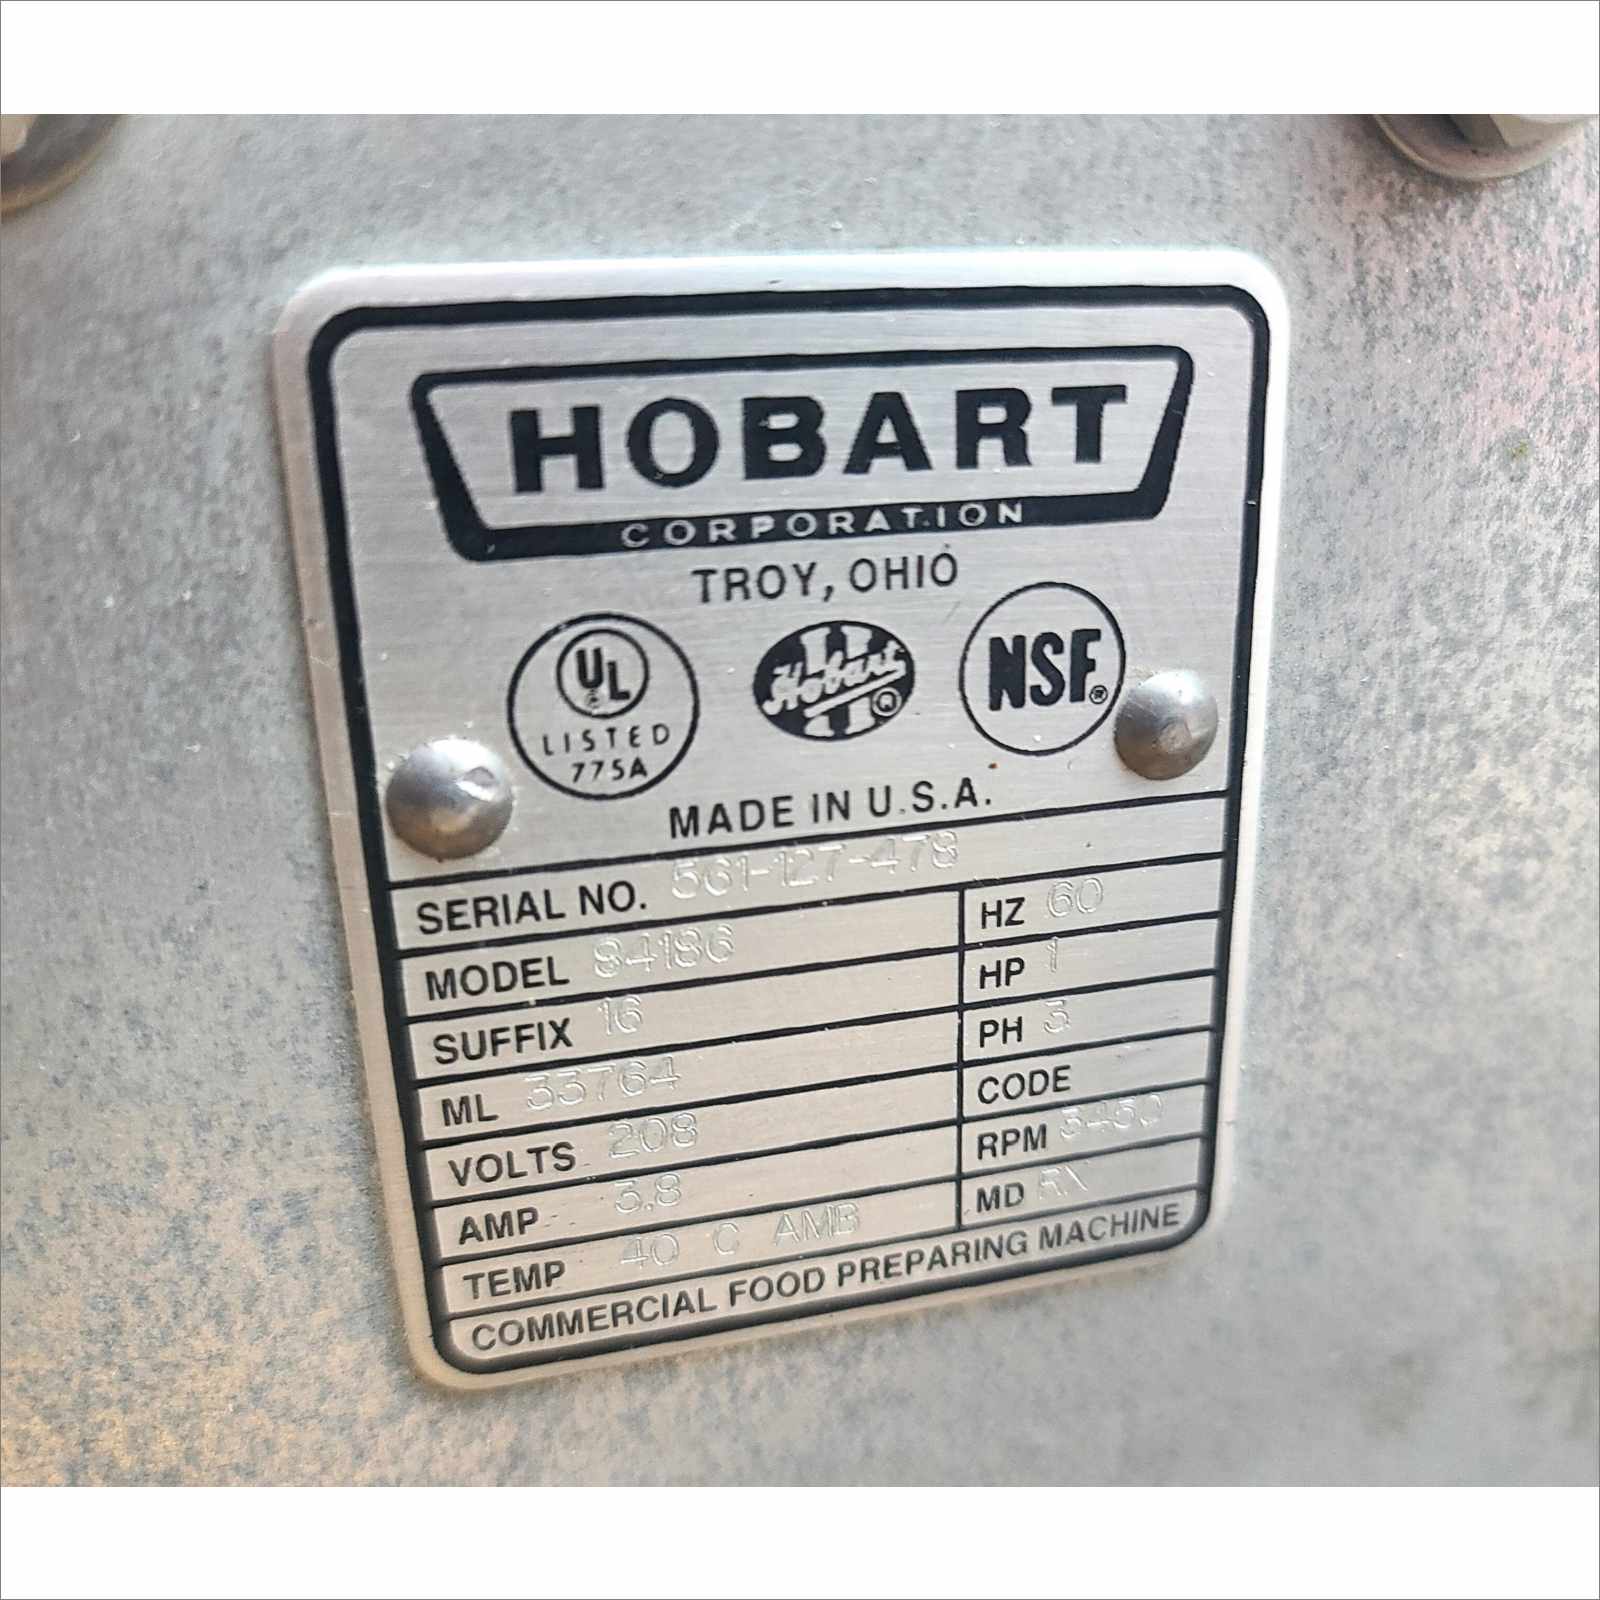 HOBART
CORPORATION
TROY, OHIO
UL
LISTED
775A
Hobart
NSF®
MADE IN U.S.A.
SERIAL NO. 561-127-478
MODEL 84186
HZ 60
SUFFIX 16
HP 1
ML 33764
PH 3
VOLTS 208
CODE
AMP 3.8
RPM 3450
TEMP 40 C AMB
MD RX
COMMERCIAL FOOD PREPARING MACHINE